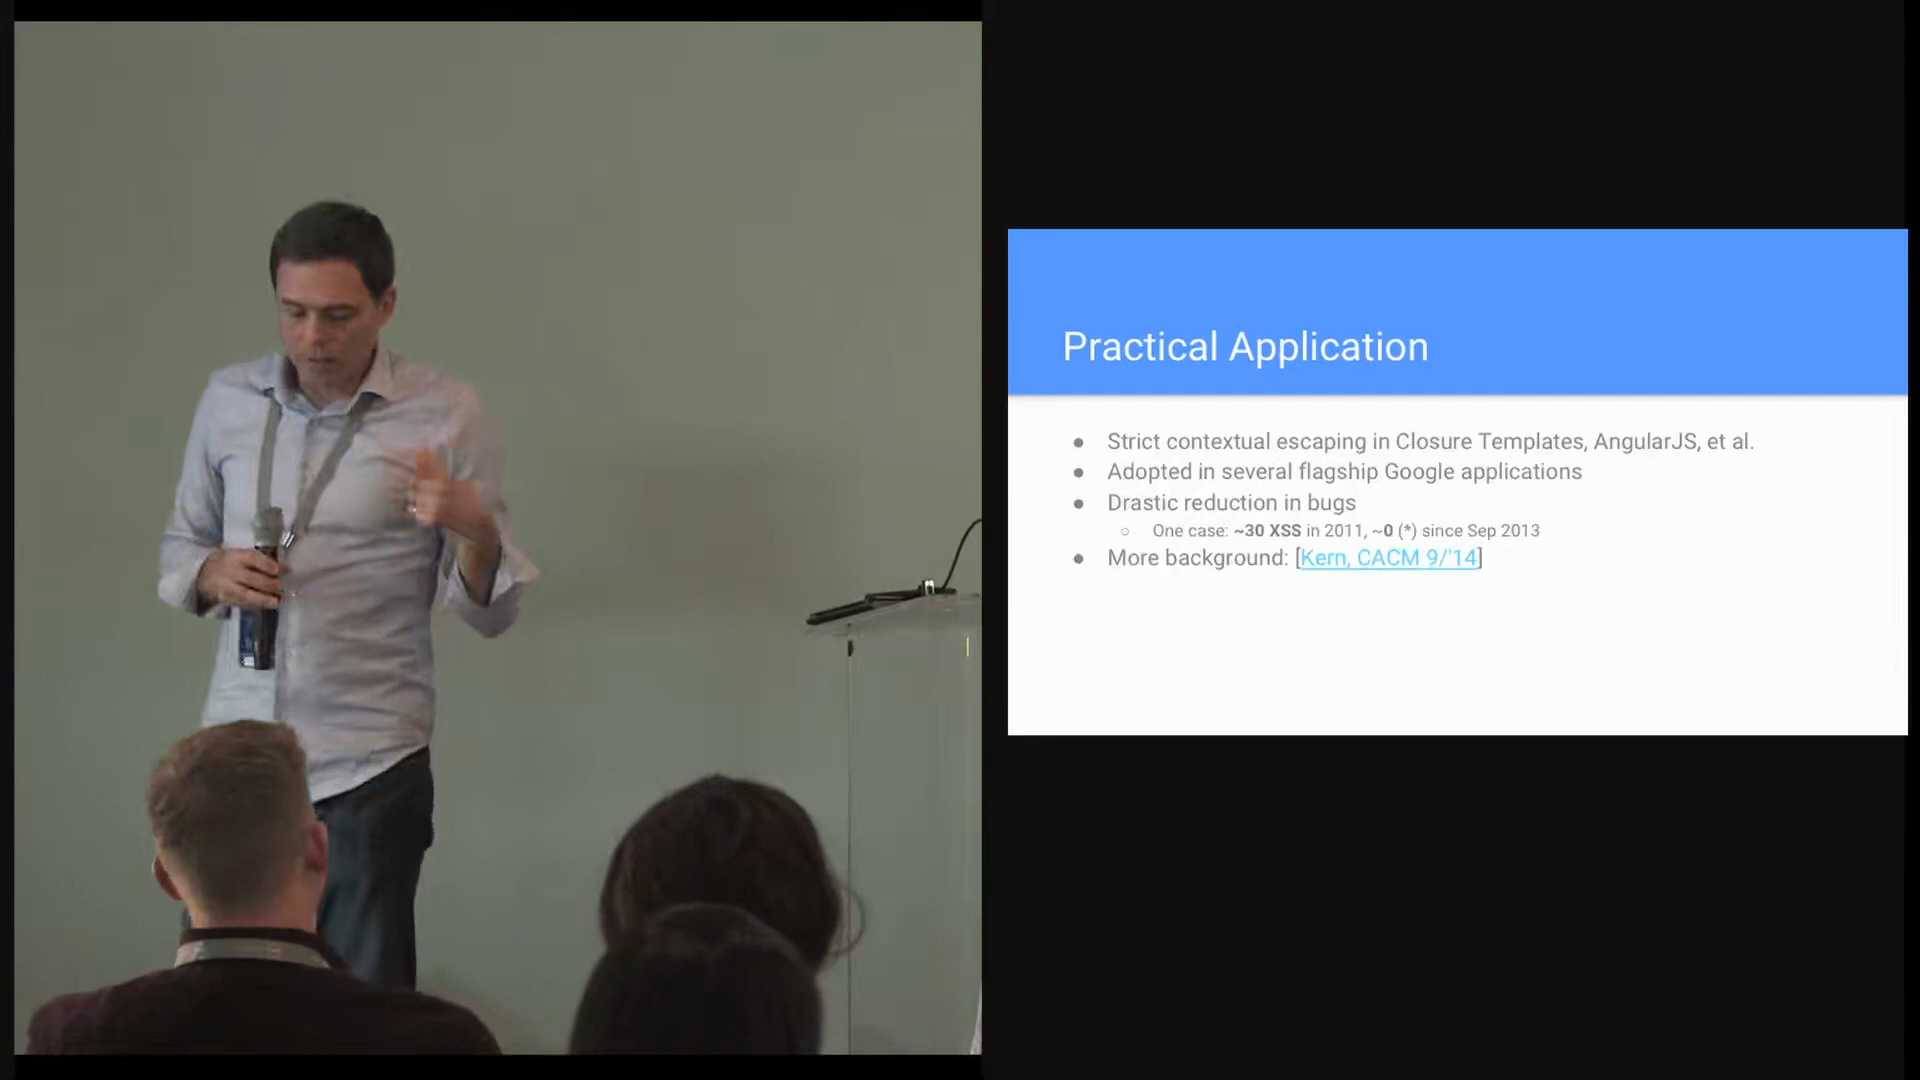 Practical Application
Strict contextual escaping in Closure Templates, AngularJS, et al.
Adopted in several flagship Google applications
Drastic reduction in bugs
One case: ~30 XSS in 2011, ~0 (*) since Sep 2013
More background: [Kern, CACM 9/'14]